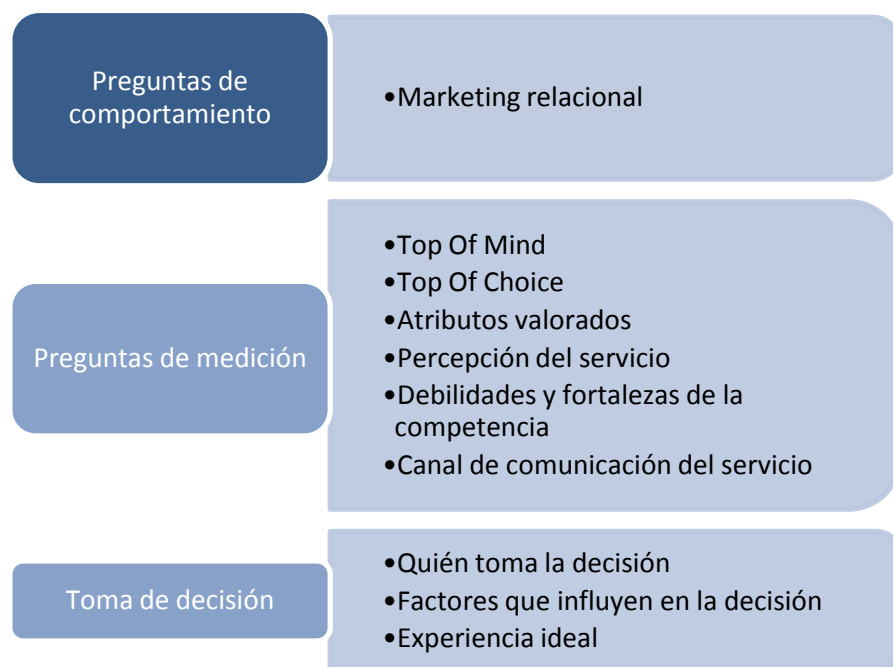 Preguntas de
comportamiento
•Marketing relacional
Preguntas de medición
•Top Of Mind
•Top Of Choice
•Atributos valorados
•Percepción del servicio
•Debilidades y fortalezas de la
competencia
•Canal de comunicación del servicio
Toma de decisión
•Quién toma la decisión
•Factores que influyen en la decisión
•Experiencia ideal